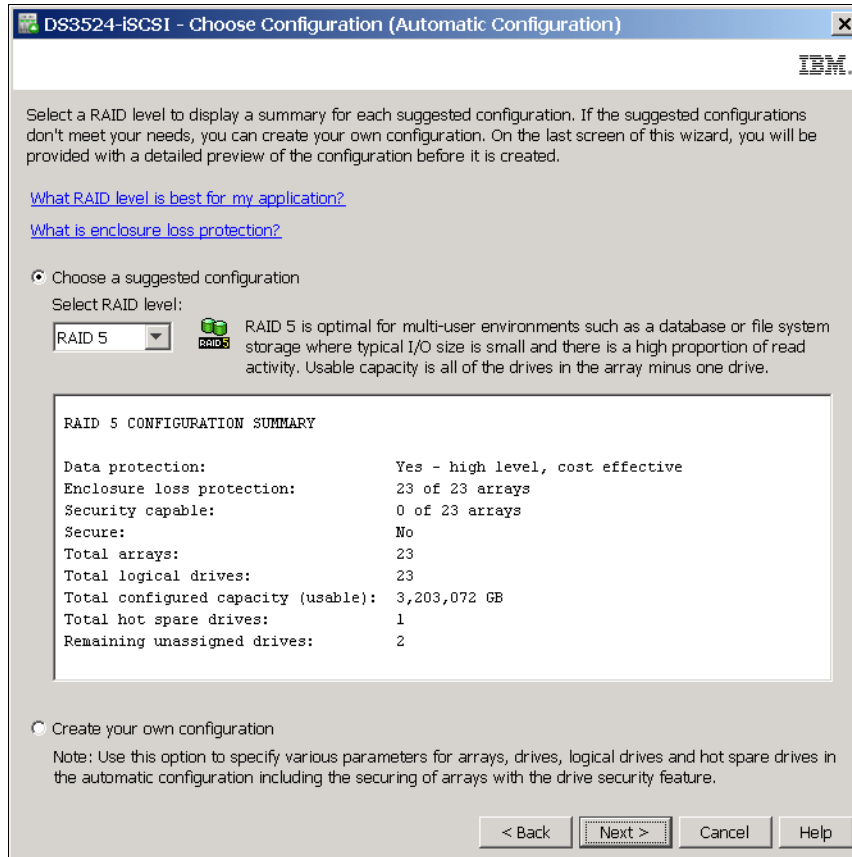 DS3524-iSCSI - Choose Configuration (Automatic Configuration)
IBM.
Select a RAID level to display a summary for each suggested configuration. If the suggested configurations
don't meet your needs, you can create your own configuration. On the last screen of this wizard, you will be
provided with a detailed preview of the configuration before it is created.
What RAID level is best for my application?
What is enclosure loss protection?
Choose a suggested configuration
Select RAID level:
RAID 5
RAID 5
RAID 5 is optimal for multi-user environments such as a database or file system
storage where typical I/O size is small and there is a high proportion of read
activity. Usable capacity is all of the drives in the array minus one drive.
RAID 5 CONFIGURATION SUMMARY
Data protection: Yes - high level, cost effective
Enclosure loss protection: 23 of 23 arrays
Security capable: 0 of 23 arrays
Secure: No
Total arrays: 23
Total logical drives: 23
Total configured capacity (usable): 3,203,072 GB
Total hot spare drives: 1
Remaining unassigned drives: 2
Create your own configuration
Note: Use this option to specify various parameters for arrays, drives, logical drives and hot spare drives in
the automatic configuration including the securing of arrays with the drive security feature.
< Back Next > Cancel Help